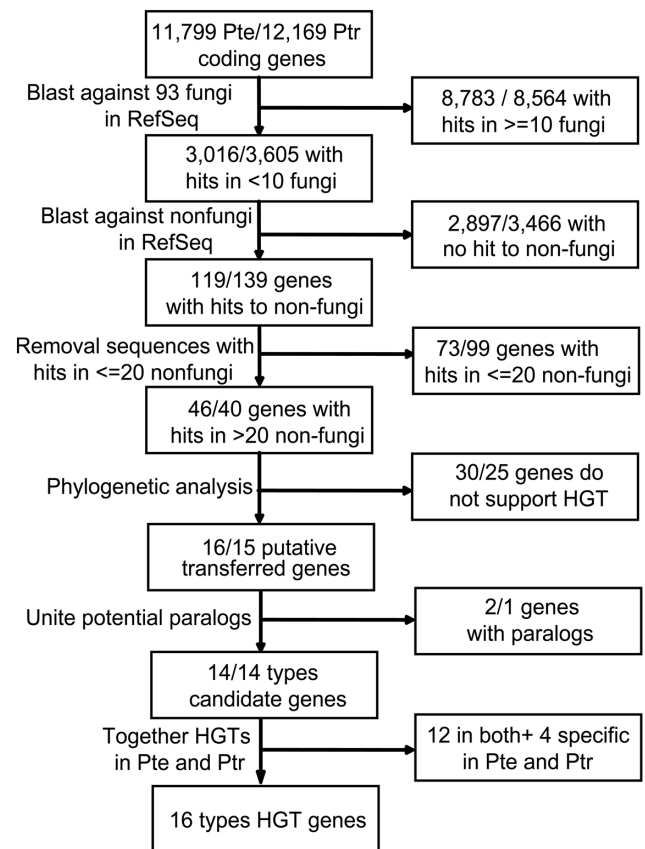 11,799 Pte/12,169 Ptr
coding genes
Blast against 93 fungi
in RefSeq
8,783 / 8,564 with
hits in >=10 fungi
3,016/3,605 with
hits in <10 fungi
Blast against nonfungi
in RefSeq
2,897/3,466 with
no hit to non-fungi
119/139 genes
with hits to non-fungi
Removal sequences with
hits in <=20 nonfungi
73/99 genes with
hits in <=20 non-fungi
46/40 genes with
hits in >20 non-fungi
Phylogenetic analysis
30/25 genes do
not support HGT
16/15 putative
transferred genes
Unite potential paralogs
2/1 genes
with paralogs
14/14 types
candidate genes
Together HGTs
in Pte and Ptr
12 in both+ 4 specific
in Pte and Ptr
16 types HGT genes